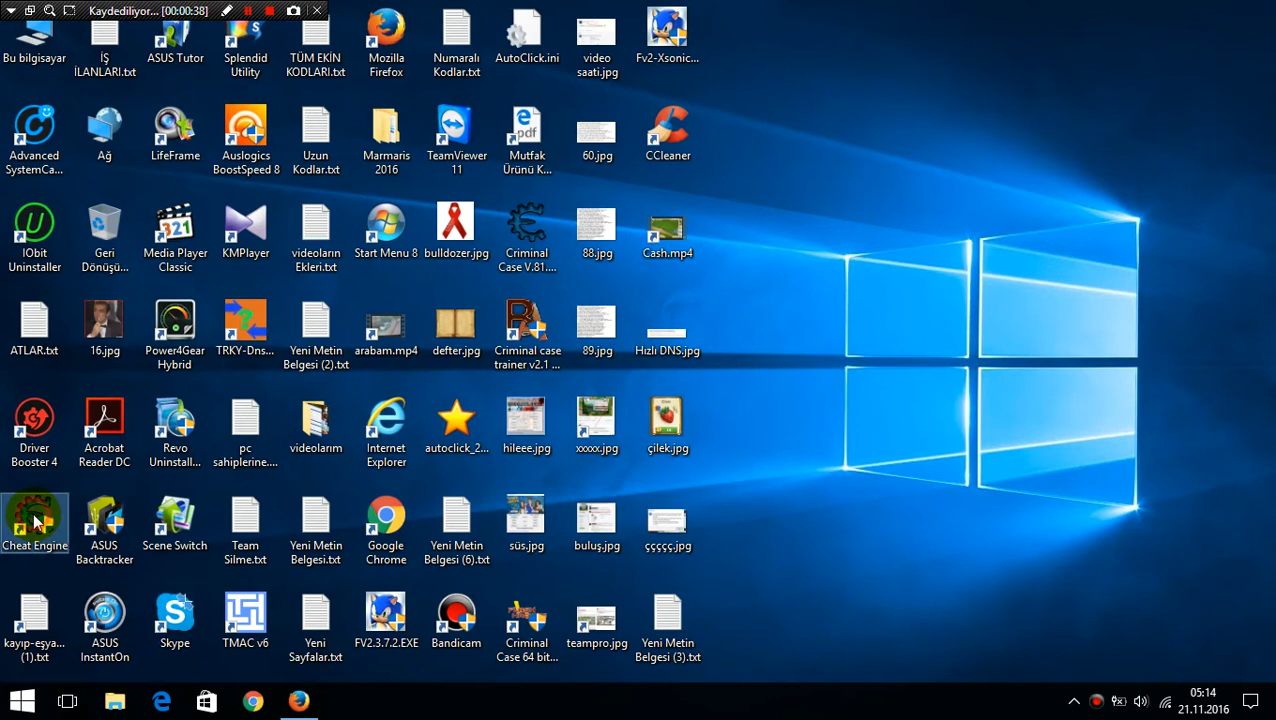 Kaydediliyor... [00:00:38]
Bu bilgisayar
İŞ
İLANLARI.txt
ASUS Tutor
Splendid
Utility
TÜM EKİN
KODLARI.txt
Mozilla
Firefox
Numaralı
Kodlar.txt
AutoClick.ini
video
saati.jpg
Fv2-Xsonic...
Advanced
SystemCa...
Ağ
LifeFrame
Auslogics
BoostSpeed 8
Uzun
Kodlar.txt
Marmaris
2016
TeamViewer
11
pdf
Mutfak
Ürünü K...
60.jpg
CCleaner
IObit
Uninstaller
Geri
Dönüşü...
Media Player
Classic
KMPlayer
videoların
Ekleri.txt
Start Menu 8
bulldozer.jpg
Criminal
Case V.81....
88.jpg
Cash.mp4
ATLAR.txt
16.jpg
Power4Gear
Hybrid
TRKY-Dns...
Yeni Metin
Belgesi (2).txt
arabam.mp4
defter.jpg
Criminal case
trainer v2.1 ...
89.jpg
Hızlı DNS.jpg
Driver
Booster 4
Acrobat
Reader DC
Revo
Uninstall...
pc
sahiplerine....
videolarım
Internet
Explorer
autoclick_2...
hileee.jpg
xxxxx.jpg
çilek.jpg
Cheat Engine
ASUS
Backtracker
Scene Switch
Team
Silme.txt
Yeni Metin
Belgesi.txt
Google
Chrome
Yeni Metin
Belgesi (6).txt
süs.jpg
buluş.jpg
ççççç.jpg
kayıp-eşya...
(1).txt
ASUS
InstantOn
Skype
TMAC v6
Yeni
Sayfalar.txt
FV2.3.7.2.EXE
Bandicam
Criminal
Case 64 bit...
teampro.jpg
Yeni Metin
Belgesi (3).txt
05:14
21.11.2016